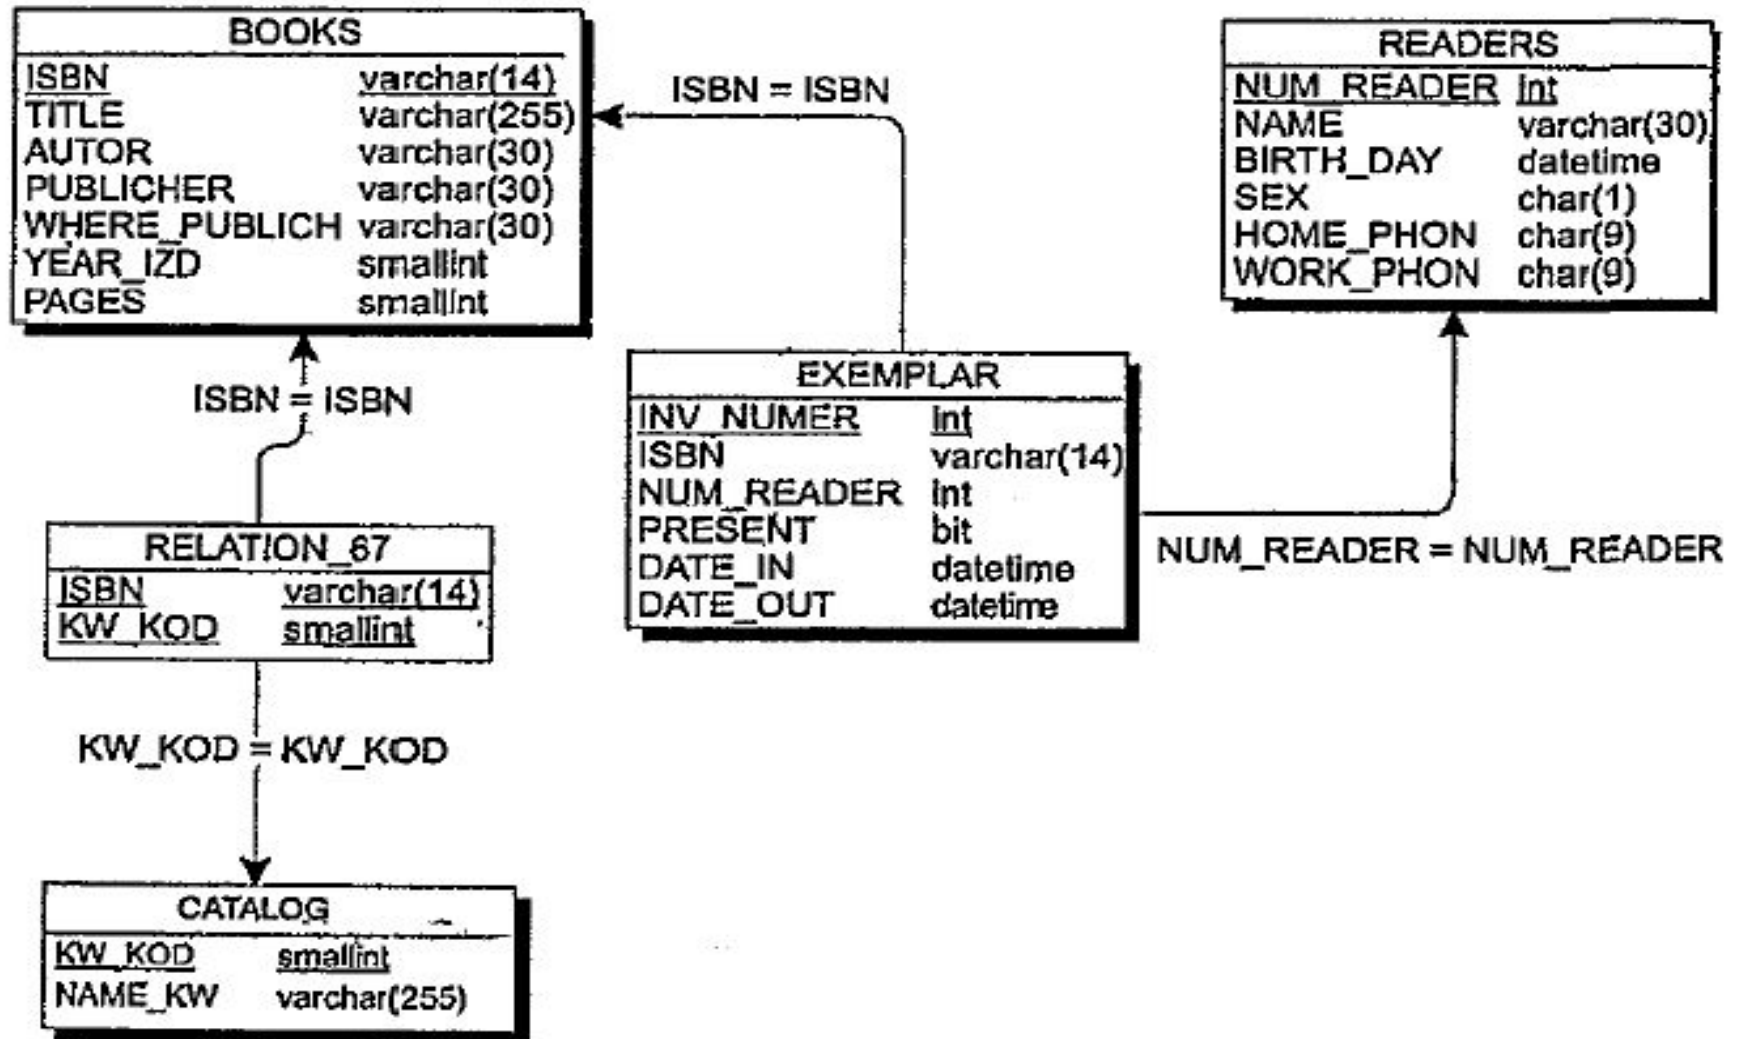 BOOKS
ISBN varchar(14)
TITLE varchar(255)
AUTOR varchar(30)
PUBLICHER varchar(30)
WHERE_PUBLICH varchar(30)
YEAR_IZD smallint
PAGES smallint
ISBN = ISBN
READERS
NUM_READER int
NAME varchar(30)
BIRTH_DAY datetime
SEX char(1)
HOME_PHON char(9)
WORK_PHON char(9)
ISBN = ISBN
EXEMPLAR
INV_NUMER int
ISBN varchar(14)
NUM_READER int
PRESENT bit
DATE_IN datetime
DATE_OUT datetime
NUM_READER = NUM_READER
RELATION_67
ISBN varchar(14)
KW_KOD smallint
KW_KOD = KW_KOD
CATALOG
KW_KOD smallint
NAME_KW varchar(255)